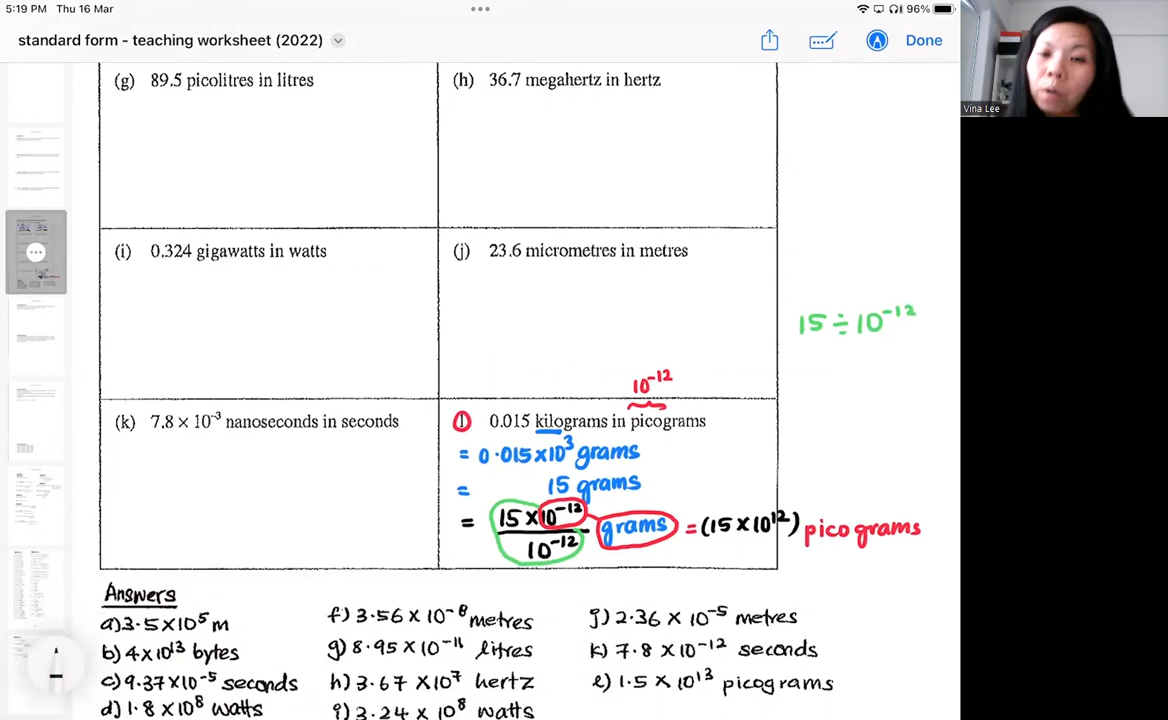 5:19 PM Thu 16 Mar
96%
standard form - teaching worksheet (2022)
Done
Vina Lee
(g) 89.5 picolitres in litres
(h) 36.7 megahertz in hertz
(i) 0.324 gigawatts in watts
(j) 23.6 micrometres in metres
15 ÷ 10⁻¹²
10⁻¹²
(k) 7.8 × 10⁻³ nanoseconds in seconds
(l) 0.015 kilograms in picograms
= 0.015 × 10³ grams
= 15 grams
= 15 × 10⁻¹² / 10⁻¹² grams = (15 × 10¹²) picograms
Answers
a) 3.5 × 10⁵ m
b) 4 × 10¹³ bytes
c) 9.37 × 10⁻⁵ seconds
d) 1.8 × 10⁸ watts
f) 3.56 × 10⁻⁸ metres
g) 8.95 × 10⁻¹¹ litres
h) 3.67 × 10⁷ hertz
i) 3.24 × 10⁸ watts
j) 2.36 × 10⁻⁵ metres
k) 7.8 × 10⁻¹² seconds
l) 1.5 × 10¹³ picograms